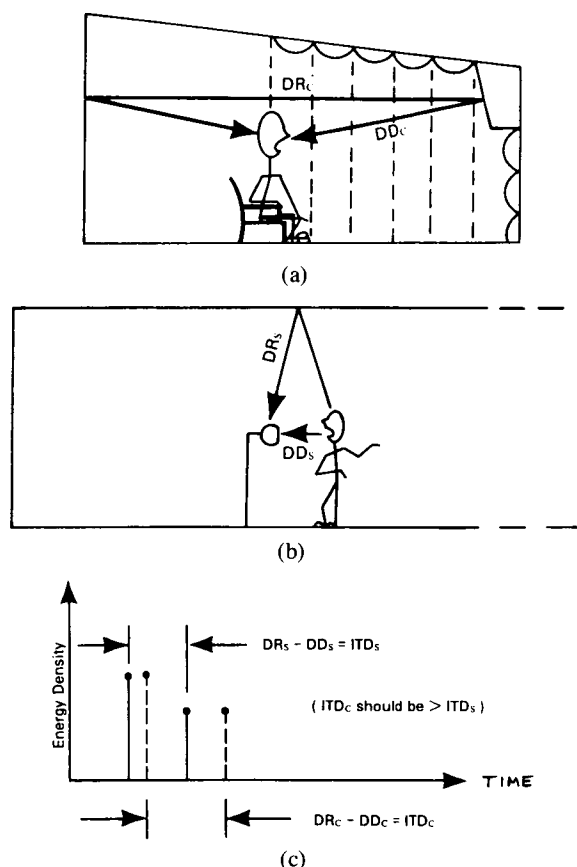 DRc
DDc
(a)
DRs
DDs
(b)
Energy Density
DRs – DDs = ITDs
( ITDc should be > ITDs )
TIME
DRc – DDc = ITDc
(c)